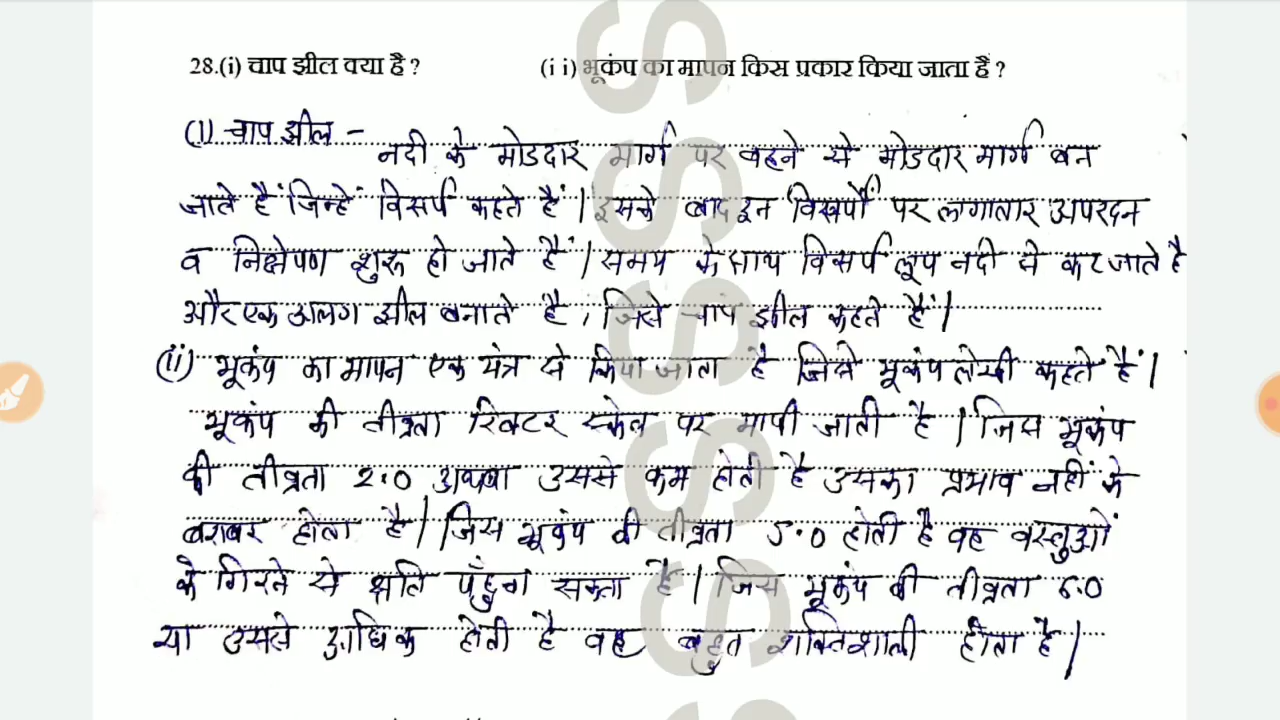 28.(i) चाप झील क्या है ? (i i) भूकंप का मापन किस प्रकार किया जाता है ?
(i) चाप झील –
नदी के मोडदार मार्ग पर बहने से मोडदार मार्ग बन
जाते हैं जिन्हें विसर्प कहते हैं। इसके बाद इन विसर्पों पर लगातार अपरदन
व निक्षेपण शुरू हो जाते हैं। समय के साथ विसर्प लूप नदी से कट जाते है
और एक अलग झील बनाते है, जिसे चाप झील कहते हैं।
(ii) भूकंप का मापन एक यंत्र से किया जाता है जिसे भूकंप लेखी कहते हैं।
भूकंप की तीव्रता रिक्टर स्केल पर मापी जाती है। जिस भूकंप
की तीव्रता 2.0 अथवा उससे कम होती है उसका प्रभाव नहीं के
बराबर होता है। जिस भूकंप की तीव्रता 5.0 होती है वह वस्तुओं
के गिरने से क्षति पँहुचा सकता है। जिस भूकंप की तीव्रता 6.0
या उससे अधिक होती है वह बहुत शक्तिशाली होता है।
SSSSS